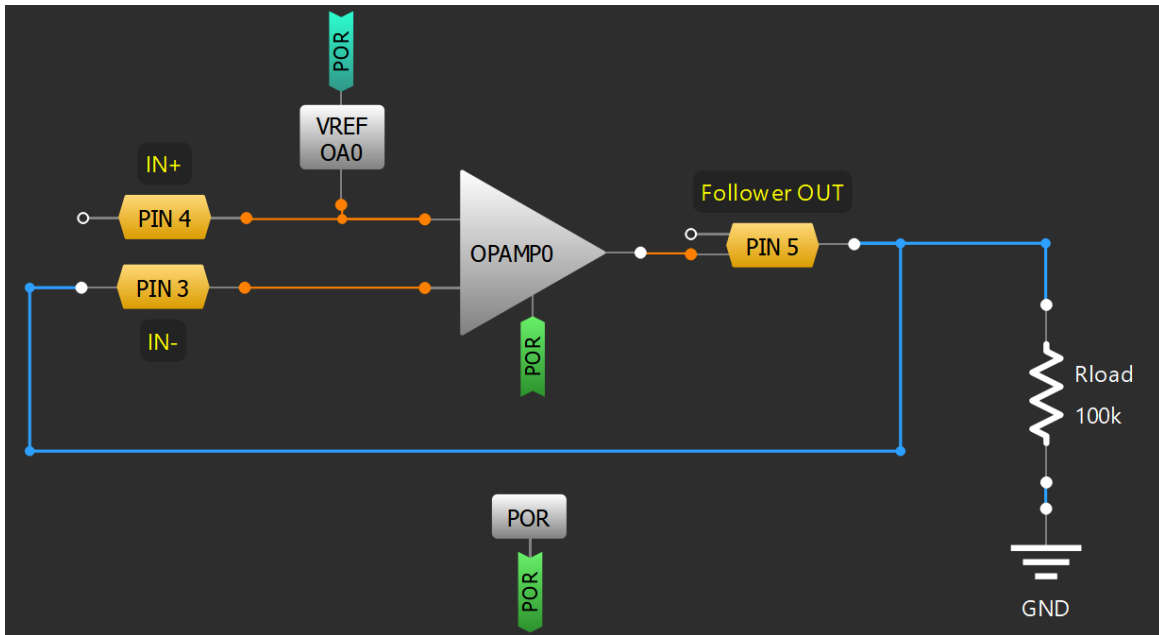 POR
VREF
OA0
IN+
PIN 4
Follower OUT
PIN 5
OPAMP0
PIN 3
IN-
POR
Rload
100k
POR
POR
GND